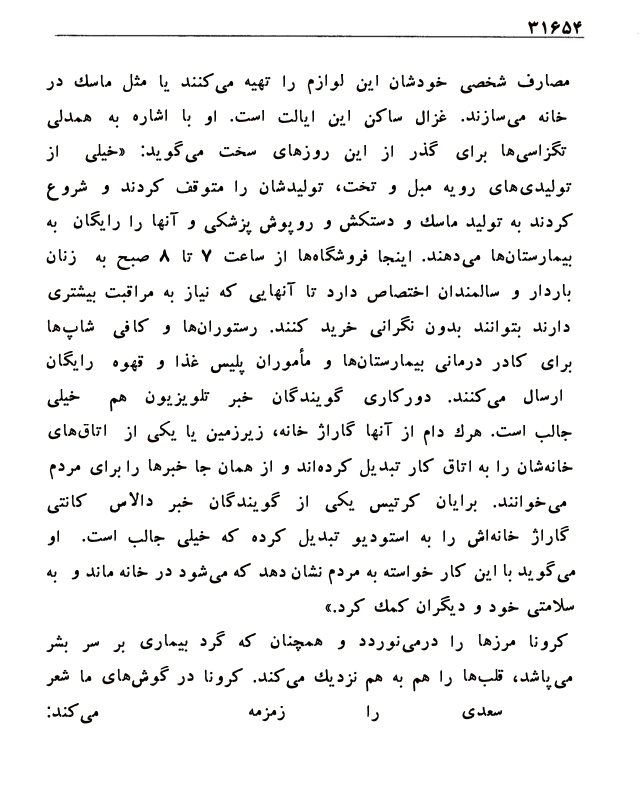 ۳۱۶۵۴
مصارف شخصی خودشان این لوازم را تهیه می‌کنند یا مثل ماسك در
خانه می‌سازند. غزال ساکن این ایالت است. او با اشاره به همدلی
تگزاسی‌ها برای گذر از این روزهای سخت می‌گوید: «خیلی از
تولیدی‌های رویه مبل و تخت، تولیدشان را متوقف کردند و شروع
کردند به تولید ماسك و دستکش و روپوش پزشکی و آنها را رایگان به
بیمارستان‌ها می‌دهند. اینجا فروشگاه‌ها از ساعت ۷ تا ۸ صبح به زنان
باردار و سالمندان اختصاص دارد تا آنهایی که نیاز به مراقبت بیشتری
دارند بتوانند بدون نگرانی خرید کنند. رستوران‌ها و کافی شاپ‌ها
برای کادر درمانی بیمارستان‌ها و مأموران پلیس غذا و قهوه رایگان
ارسال می‌کنند. دورکاری گویندگان خبر تلویزیون هم خیلی
جالب است. هرك دام از آنها گاراژ خانه، زیرزمین یا یکی از اتاق‌های
خانه‌شان را به اتاق کار تبدیل کرده‌اند و از همان جا خبرها را برای مردم
می‌خوانند. برایان کرتیس یکی از گویندگان خبر دالاس کانتی
گاراژ خانه‌اش را به استودیو تبدیل کرده که خیلی جالب است. او
می‌گوید با این کار خواسته به مردم نشان دهد که می‌شود در خانه ماند و به
سلامتی خود و دیگران کمك کرد.»
کرونا مرزها را درمی‌نوردد و همچنان که گرد بیماری بر سر بشر
می‌پاشد، قلب‌ها را هم به هم نزدیك می‌کند. کرونا در گوش‌های ما شعر
سعدی را زمزمه می‌کند: